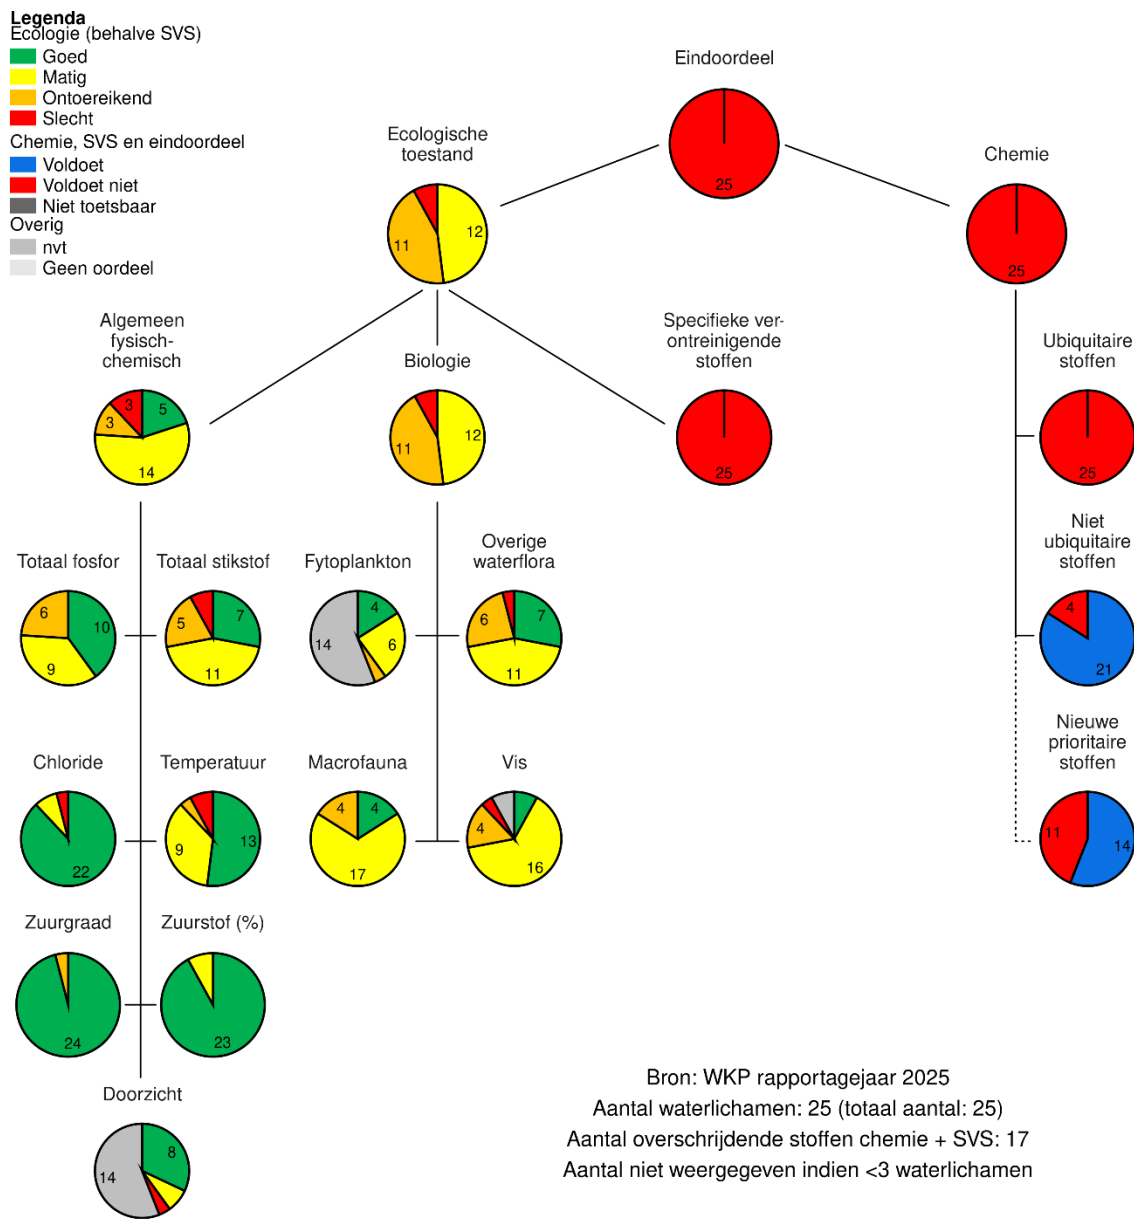 Legenda
Ecologie (behalve SVS)
Goed
Matig
Ontoereikend
Slecht
Chemie, SVS en eindoordeel
Voldoet
Voldoet niet
Niet toetsbaar
Overig
nvt
Geen oordeel
Eindoordeel
25
Ecologische
toestand
12
11
Chemie
25
Algemeen
fysisch-
chemisch
5
14
3
3
Biologie
12
11
Specifieke ver-
ontreinigende
stoffen
25
Ubiquitaire
stoffen
25
Niet
ubiquitaire
stoffen
4
21
Nieuwe
prioritaire
stoffen
11
14
Totaal fosfor
6
10
9
Totaal stikstof
7
5
11
Fytoplankton
4
14
6
Overige
waterflora
6
7
11
Chloride
22
Temperatuur
13
9
Macrofauna
4
4
17
Vis
4
16
Zuurgraad
24
Zuurstof (%)
23
Doorzicht
8
14
Bron: WKP rapportagejaar 2025
Aantal waterlichamen: 25 (totaal aantal: 25)
Aantal overschrijdende stoffen chemie + SVS: 17
Aantal niet weergegeven indien <3 waterlichamen